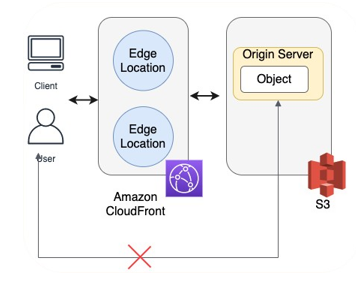 Client
User
Edge
Location
Edge
Location
Amazon
CloudFront
Origin Server
Object
S3